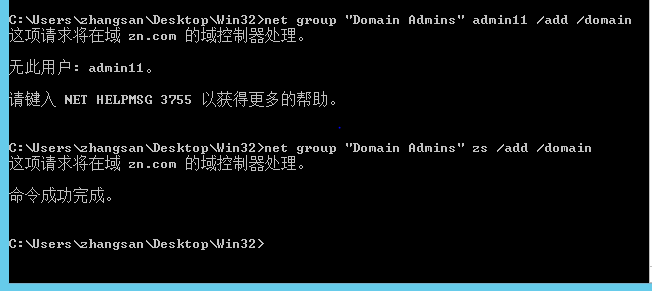 C:\Users\zhangsan\Desktop\Win32>net group "Domain Admins" admin11 /add /domain
这项请求将在域 zn.com 的域控制器处理。
无此用户: admin11。
请键入 NET HELPMSG 3755 以获得更多的帮助。
C:\Users\zhangsan\Desktop\Win32>net group "Domain Admins" zs /add /domain
这项请求将在域 zn.com 的域控制器处理。
命令成功完成。
C:\Users\zhangsan\Desktop\Win32>